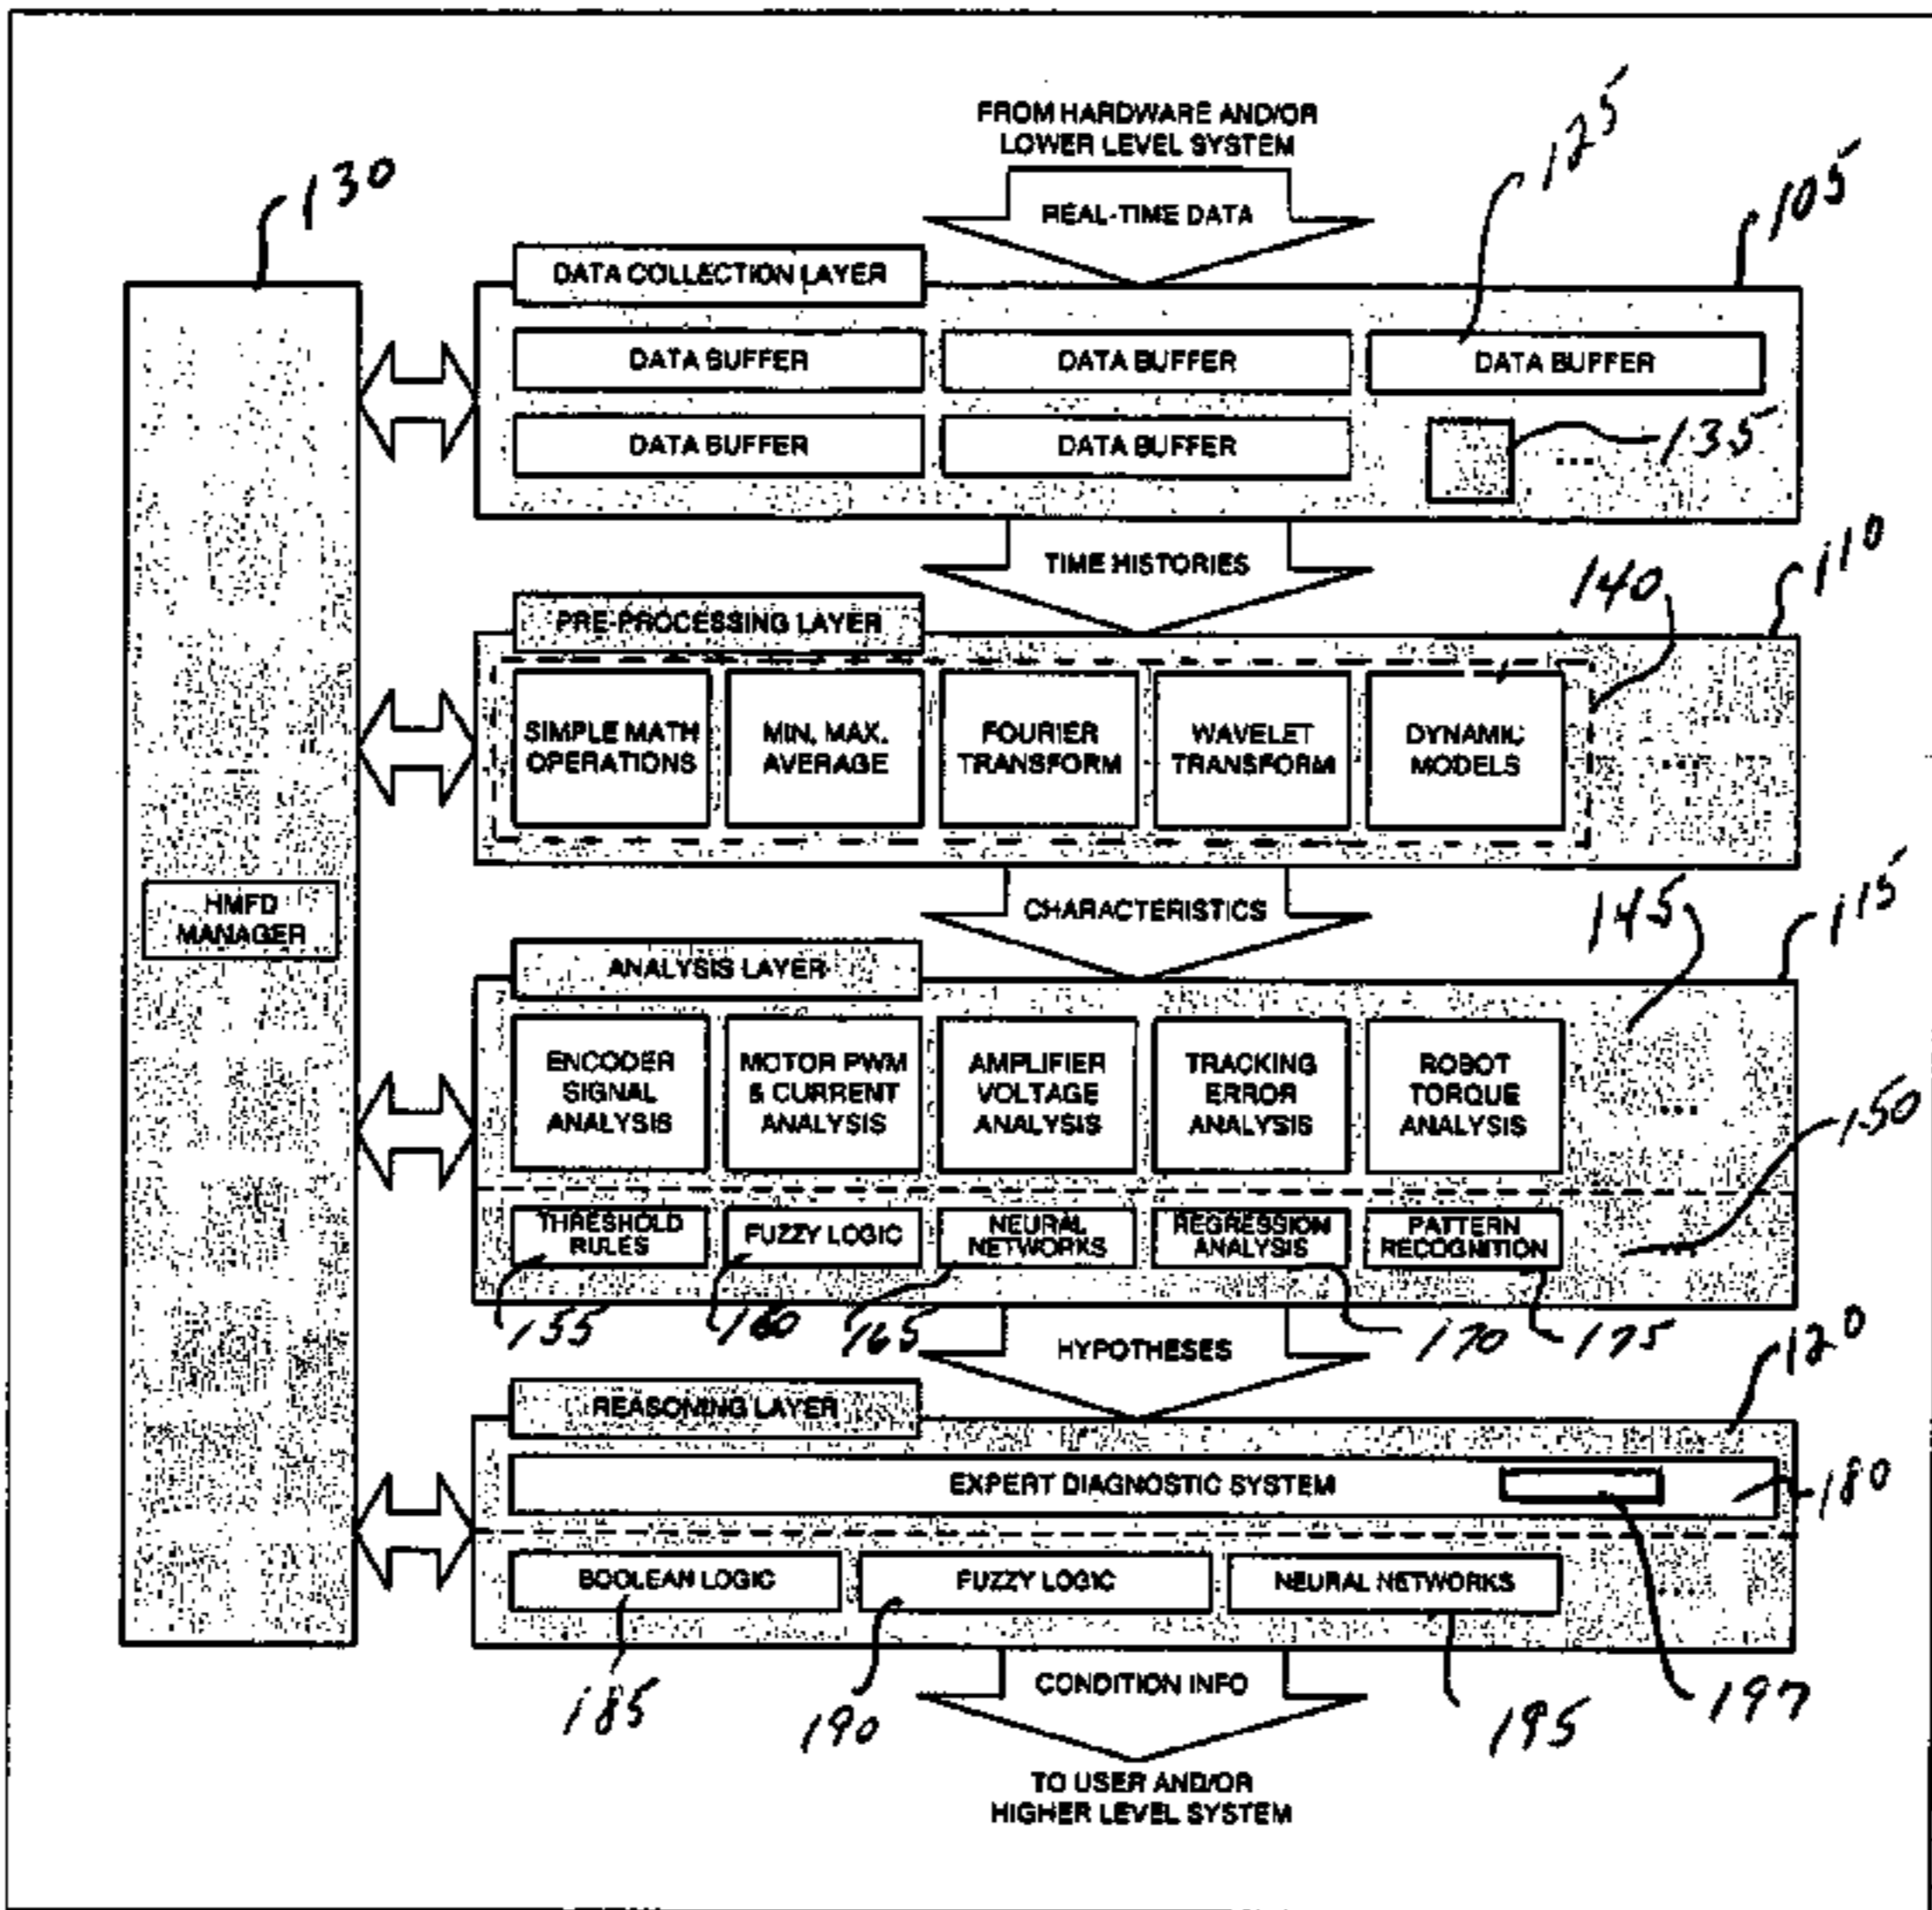 FROM HARDWARE AND/OR
LOWER LEVEL SYSTEM
125
130
REAL-TIME DATA
105
DATA COLLECTION LAYER
DATA BUFFER
DATA BUFFER
DATA BUFFER
DATA BUFFER
DATA BUFFER
135
...
TIME HISTORIES
110
140
PRE-PROCESSING LAYER
SIMPLE MATH
OPERATIONS
MIN, MAX,
AVERAGE
FOURIER
TRANSFORM
WAVELET
TRANSFORM
DYNAMIC
MODELS
...
HMFD
MANAGER
CHARACTERISTICS
145
115
ANALYSIS LAYER
ENCODER
SIGNAL
ANALYSIS
MOTOR PWM
& CURRENT
ANALYSIS
AMPLIFIER
VOLTAGE
ANALYSIS
TRACKING
ERROR
ANALYSIS
ROBOT
TORQUE
ANALYSIS
...
150
THRESHOLD
RULES
FUZZY LOGIC
NEURAL
NETWORKS
REGRESSION
ANALYSIS
PATTERN
RECOGNITION
...
155
160
165
170
175
HYPOTHESES
120
REASONING LAYER
EXPERT DIAGNOSTIC SYSTEM
180
BOOLEAN LOGIC
FUZZY LOGIC
NEURAL NETWORKS
...
185
190
CONDITION INFO
195
197
TO USER AND/OR
HIGHER LEVEL SYSTEM